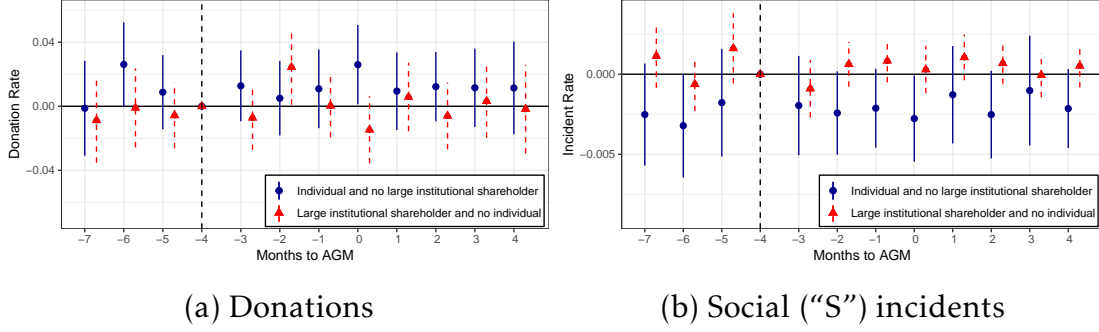 Donation Rate
0.04
0.00
−0.04
Individual and no large institutional shareholder
Large institutional shareholder and no individual
−7 −6 −5 −4 −3 −2 −1 0 1 2 3 4
Months to AGM
(a) Donations
Incident Rate
0.000
−0.005
Individual and no large institutional shareholder
Large institutional shareholder and no individual
−7 −6 −5 −4 −3 −2 −1 0 1 2 3 4
Months to AGM
(b) Social (“S”) incidents